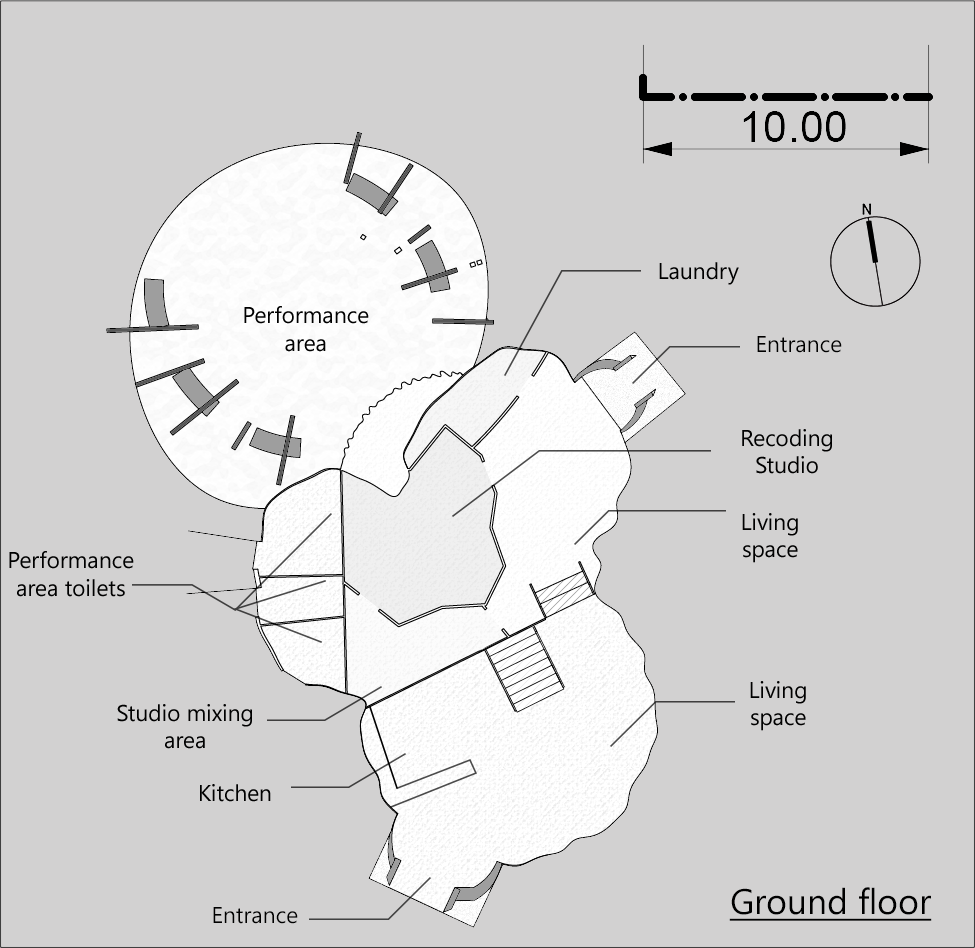 10.00
N
Laundry
Performance
area
Entrance
Recoding
Studio
Living
space
Performance
area toilets
Living
space
Studio mixing
area
Kitchen
Entrance
Ground floor